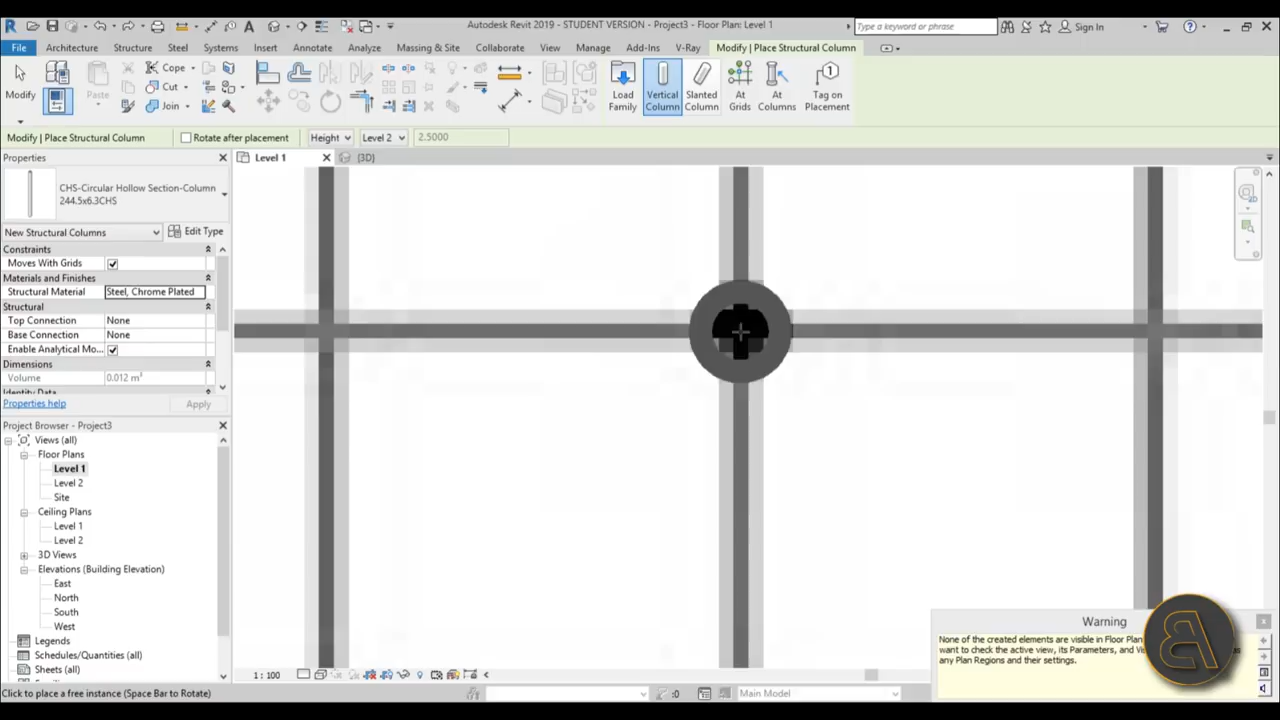 Autodesk Revit 2019 - STUDENT VERSION - Project3 - Floor Plan: Level 1
Type a keyword or phrase
Sign In
File Architecture Structure Steel Systems Insert Annotate Analyze Massing & Site Collaborate View Manage Add-Ins V-Ray Modify | Place Structural Column
Modify
Paste
Cope
Cut
Join
Load Family
Vertical Column
Slanted Column
At Grids
At Columns
Tag on Placement
Modify | Place Structural Column
Rotate after placement
Height
Level 2
2.5000
Properties
Level 1
{3D}
CHS-Circular Hollow Section-Column
244.5x6.3CHS
New Structural Columns
Edit Type
Constraints
Moves With Grids
Materials and Finishes
Structural Material Steel, Chrome Plated
Structural
Top Connection None
Base Connection None
Enable Analytical Mo...
Dimensions
Volume 0.012 m³
Identity Data
Properties help
Apply
Project Browser - Project3
Views (all)
Floor Plans
Level 1
Level 2
Site
Ceiling Plans
Level 1
Level 2
3D Views
Elevations (Building Elevation)
East
North
South
West
Legends
Schedules/Quantities (all)
Sheets (all)
1 : 100
Warning
None of the created elements are visible in Floor Plan
want to check the active view, its Parameters, and
any Plan Regions and their settings.
Click to place a free instance (Space Bar to Rotate)
:0
Main Model